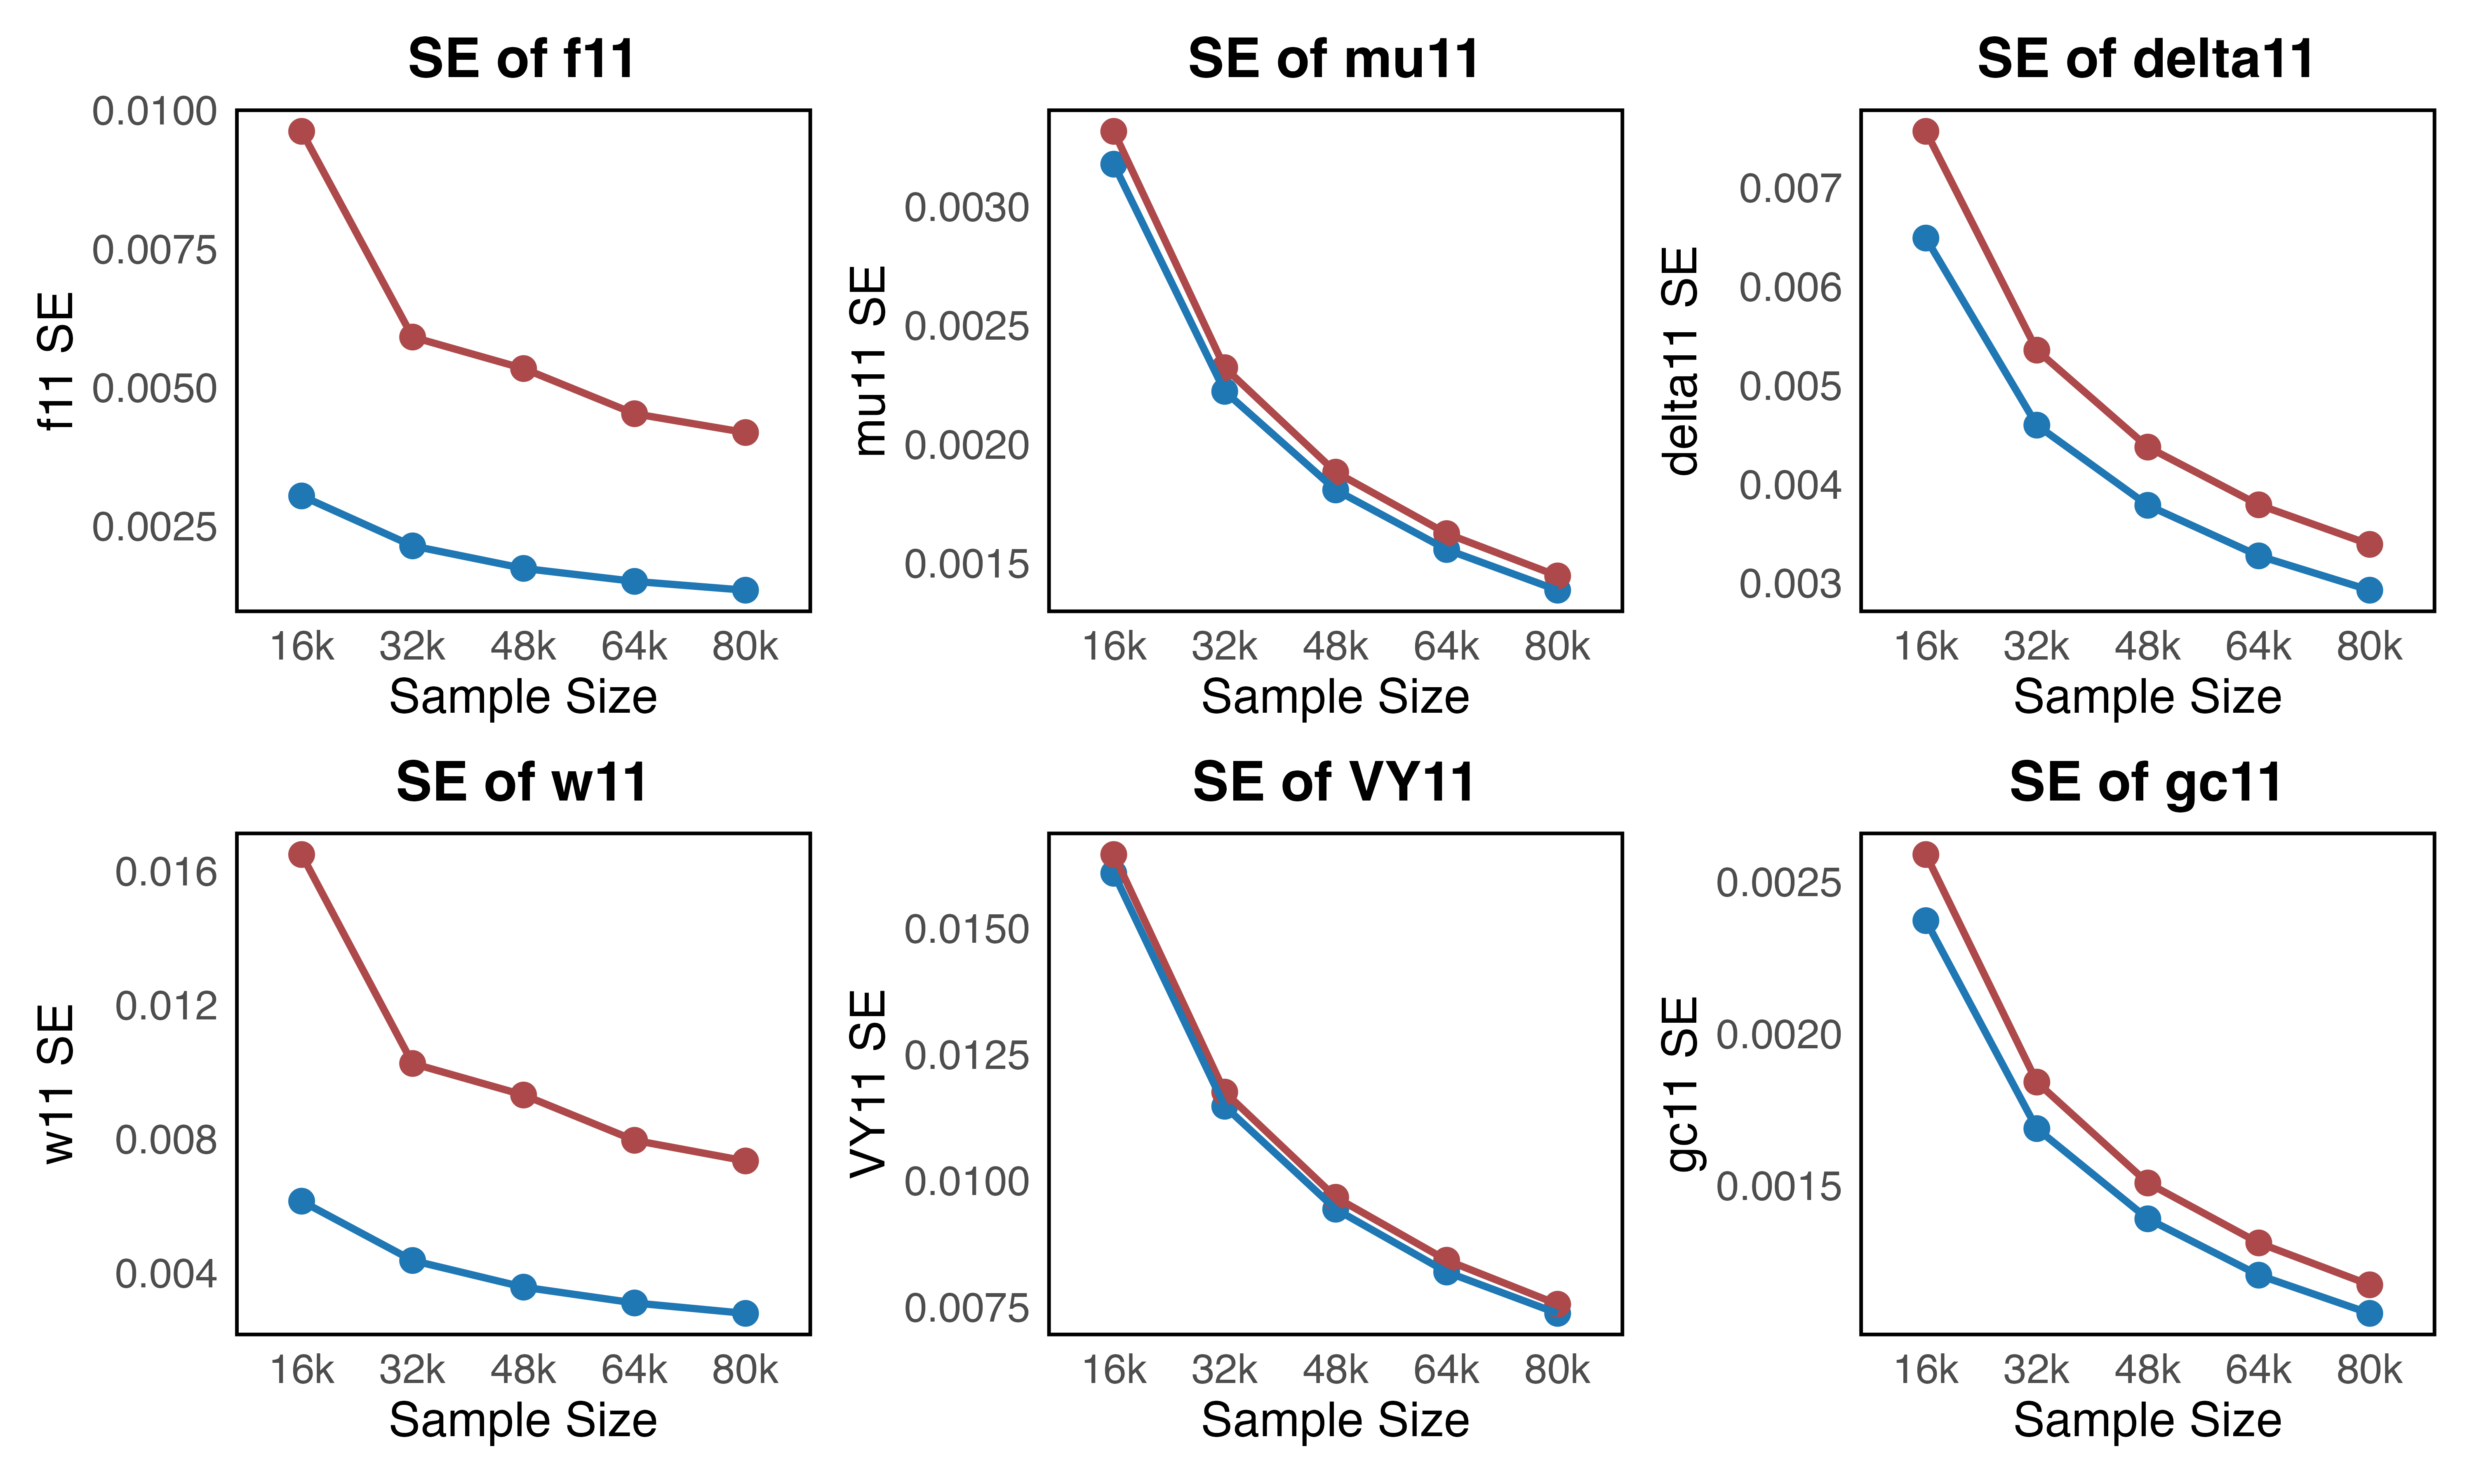 SE of f11
0.0100
0.0075
0.0050
0.0025
f11 SE
16k 32k 48k 64k 80k
Sample Size
SE of mu11
0.0030
0.0025
0.0020
0.0015
mu11 SE
16k 32k 48k 64k 80k
Sample Size
SE of delta11
0.007
0.006
0.005
0.004
0.003
delta11 SE
16k 32k 48k 64k 80k
Sample Size
SE of w11
0.016
0.012
0.008
0.004
w11 SE
16k 32k 48k 64k 80k
Sample Size
SE of VY11
0.0150
0.0125
0.0100
0.0075
VY11 SE
16k 32k 48k 64k 80k
Sample Size
SE of gc11
0.0025
0.0020
0.0015
gc11 SE
16k 32k 48k 64k 80k
Sample Size